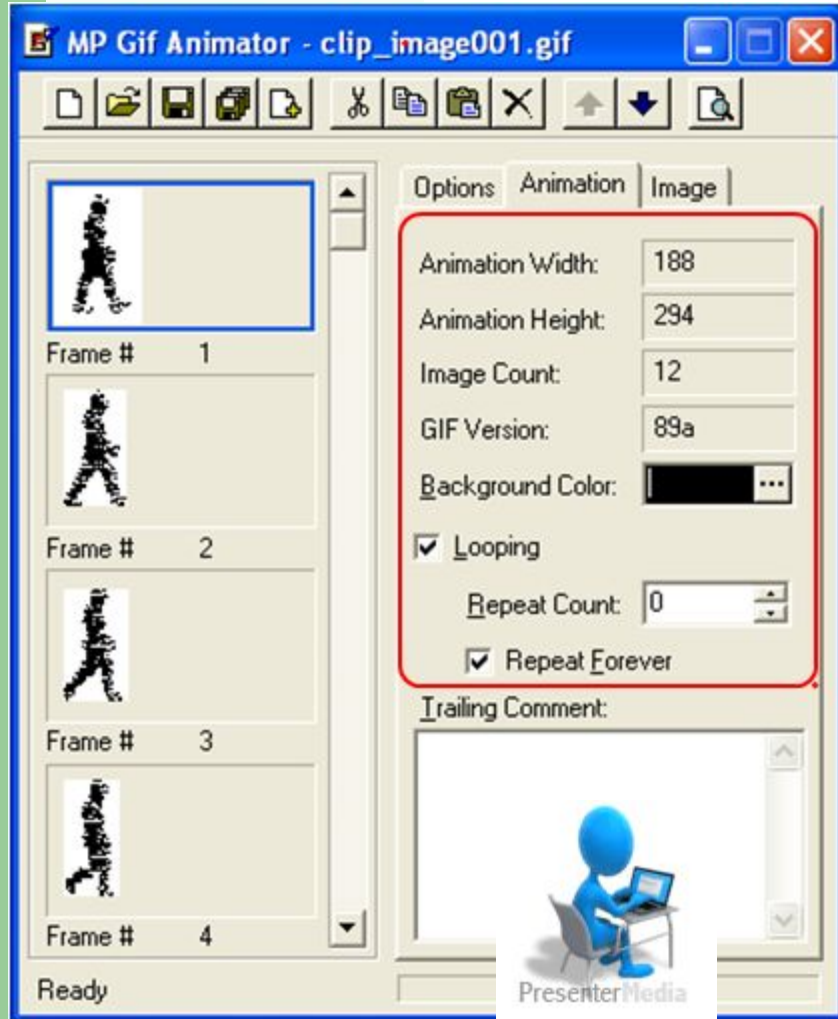 MP Gif Animator - clip_image001.gif
Options Animation Image
Frame # 1
Frame # 2
Frame # 3
Frame # 4
Animation Width: 188
Animation Height: 294
Image Count: 12
GIF Version: 89a
Background Color: ...
Looping
Repeat Count: 0
Repeat Forever
Trailing Comment:
PresenterMedia
Ready